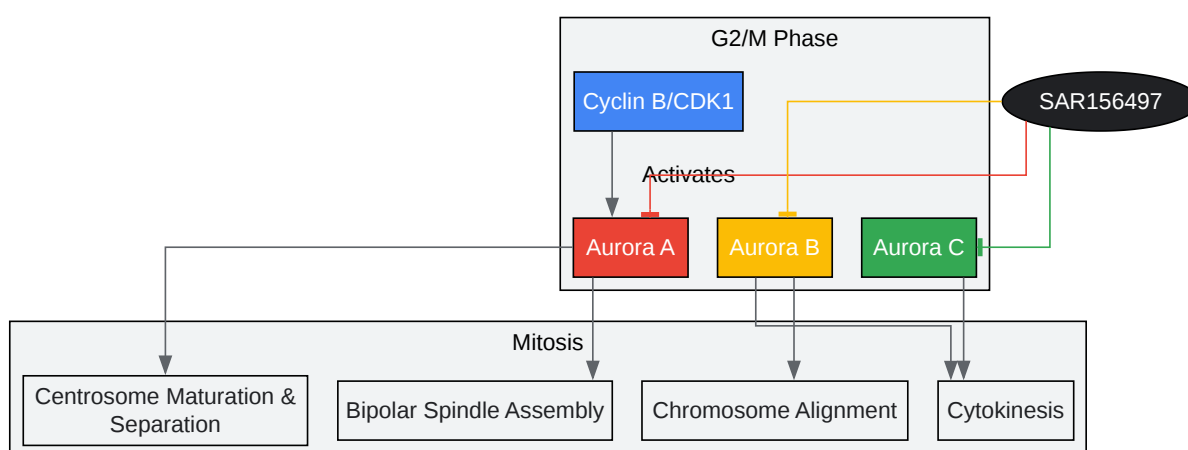 G2/M Phase
Cyclin B/CDK1
SAR156497
Activates
Aurora A
Aurora B
Aurora C
Mitosis
Centrosome Maturation &
Separation
Bipolar Spindle Assembly
Chromosome Alignment
Cytokinesis